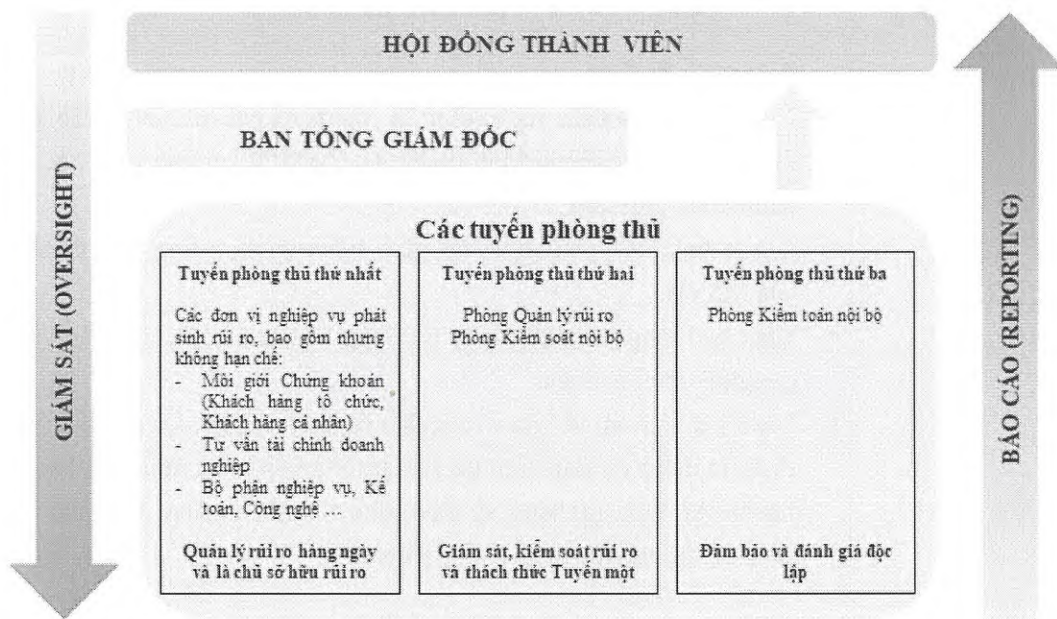 HỘI ĐỒNG THÀNH VIÊN
BAN TỔNG GIÁM ĐỐC
GIÁM SÁT (OVERSIGHT)
BÁO CÁO (REPORTING)
Các tuyến phòng thủ
Tuyến phòng thủ thứ nhất
Các đơn vị nghiệp vụ phát
sinh rủi ro, bao gồm nhưng
không hạn chế:
- Môi giới Chứng khoán
(Khách hàng tổ chức,
Khách hàng cá nhân)
- Tư vấn tài chính doanh
nghiệp
- Bộ phận nghiệp vụ, Kế
toán, Công nghệ ...
Quản lý rủi ro hàng ngày
và là chủ sở hữu rủi ro
Tuyến phòng thủ thứ hai
Phòng Quản lý rủi ro
Phòng Kiểm soát nội bộ
Giám sát, kiểm soát rủi ro
và thách thức Tuyến một
Tuyến phòng thủ thứ ba
Phòng Kiểm toán nội bộ
Đảm bảo và đánh giá độc
lập